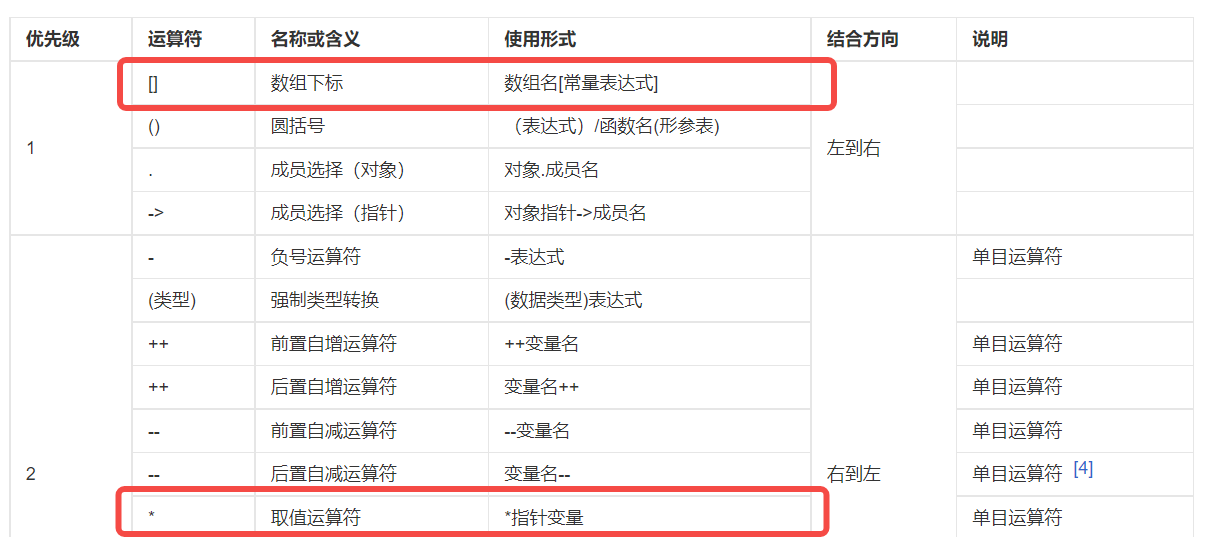 优先级 运算符 名称或含义 使用形式 结合方向 说明
1 [] 数组下标 数组名[常量表达式] 左到右
() 圆括号 （表达式）/函数名(形参表)
. 成员选择（对象） 对象.成员名
-> 成员选择（指针） 对象指针->成员名
2 - 负号运算符 -表达式 右到左 单目运算符
(类型) 强制类型转换 (数据类型)表达式
++ 前置自增运算符 ++变量名 单目运算符
++ 后置自增运算符 变量名++ 单目运算符
-- 前置自减运算符 --变量名 单目运算符
-- 后置自减运算符 变量名-- 单目运算符 [4]
* 取值运算符 *指针变量 单目运算符